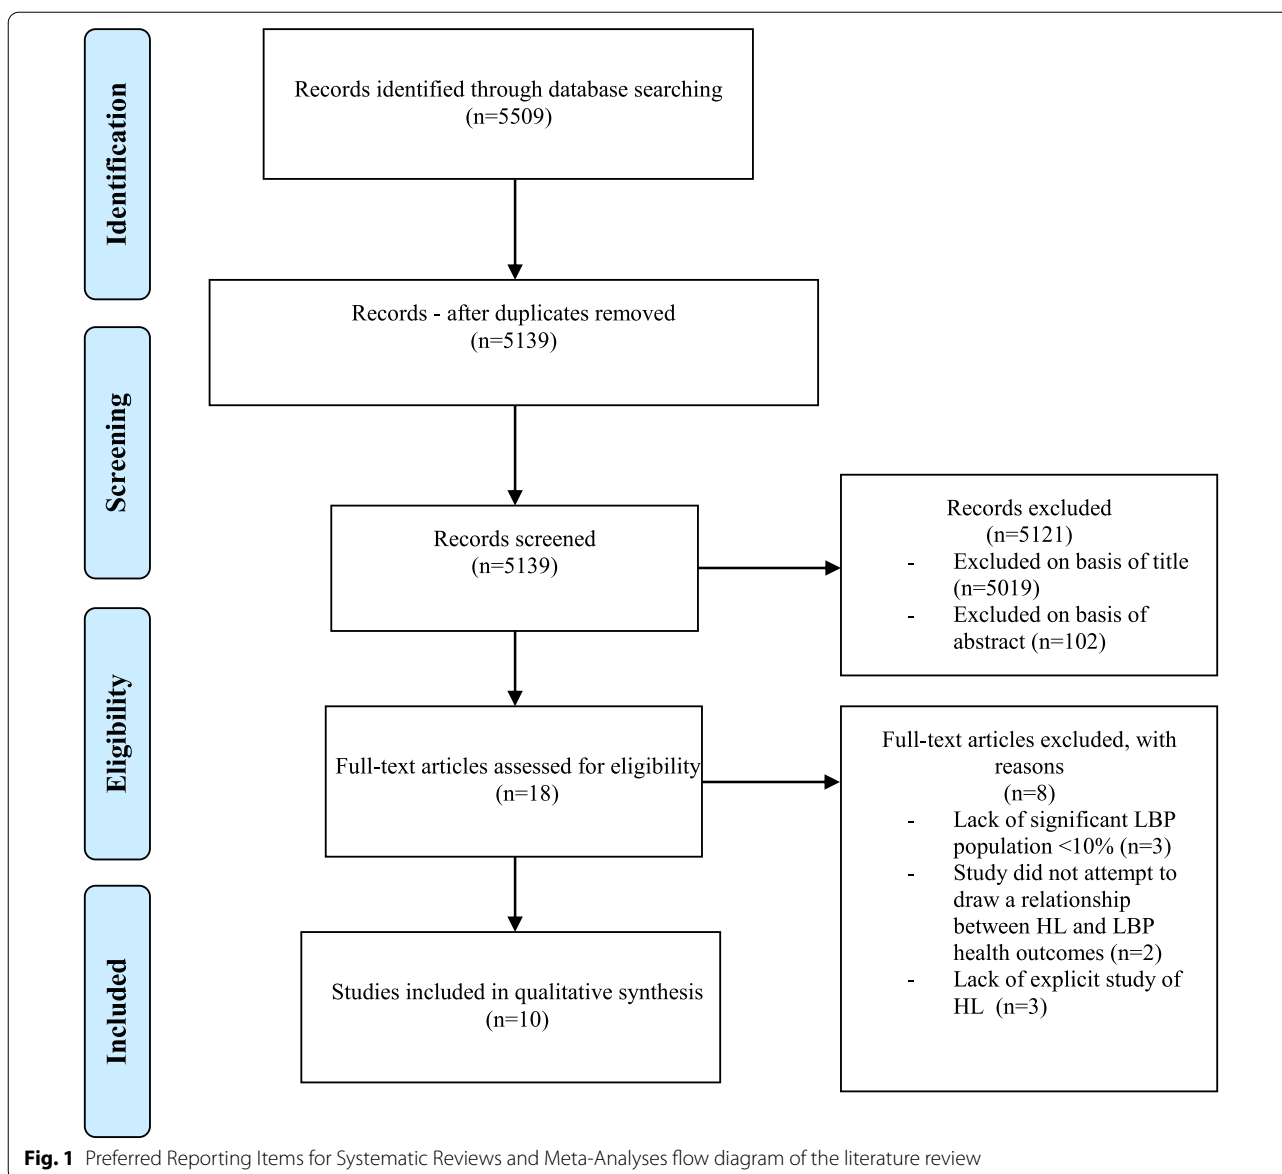 Identification
Records identified through database searching
(n=5509)
Records - after duplicates removed
(n=5139)
Screening
Records screened
(n=5139)
Records excluded
(n=5121)
- Excluded on basis of title
(n=5019)
- Excluded on basis of
abstract (n=102)
Eligibility
Full-text articles assessed for eligibility
(n=18)
Full-text articles excluded, with
reasons
(n=8)
- Lack of significant LBP
population <10% (n=3)
- Study did not attempt to
draw a relationship
between HL and LBP
health outcomes (n=2)
- Lack of explicit study of
HL (n=3)
Included
Studies included in qualitative synthesis
(n=10)
Fig. 1 Preferred Reporting Items for Systematic Reviews and Meta-Analyses flow diagram of the literature review